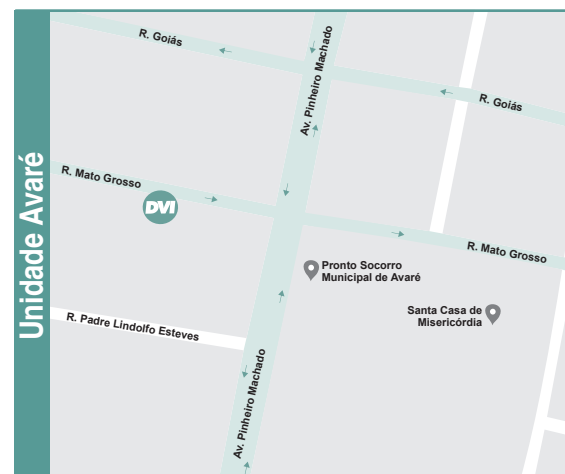 Unidade Avaré
R. Goiás
Av. Pinheiro Machado
R. Goiás
R. Mato Grosso
DVI
R. Mato Grosso
Pronto Socorro
Municipal de Avaré
Santa Casa de
Misericórdia
R. Padre Lindolfo Esteves
Av. Pinheiro Machado